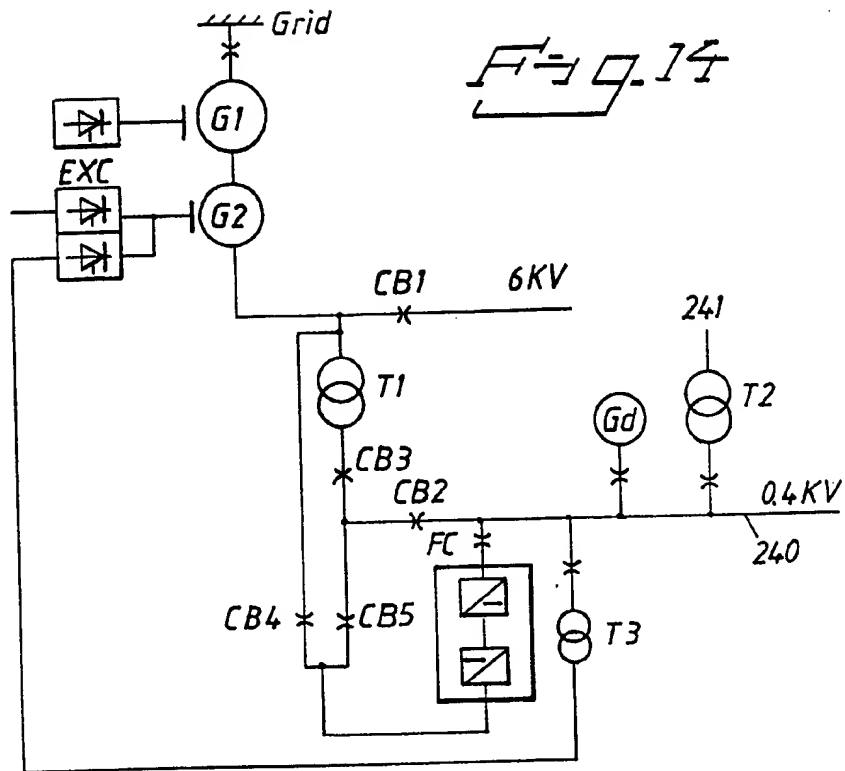 Grid
Fig. 14
G1
EXC
G2
CB1
6KV
241
T1
Gd
T2
CB3
CB2
0.4KV
FC
240
CB4
CB5
T3